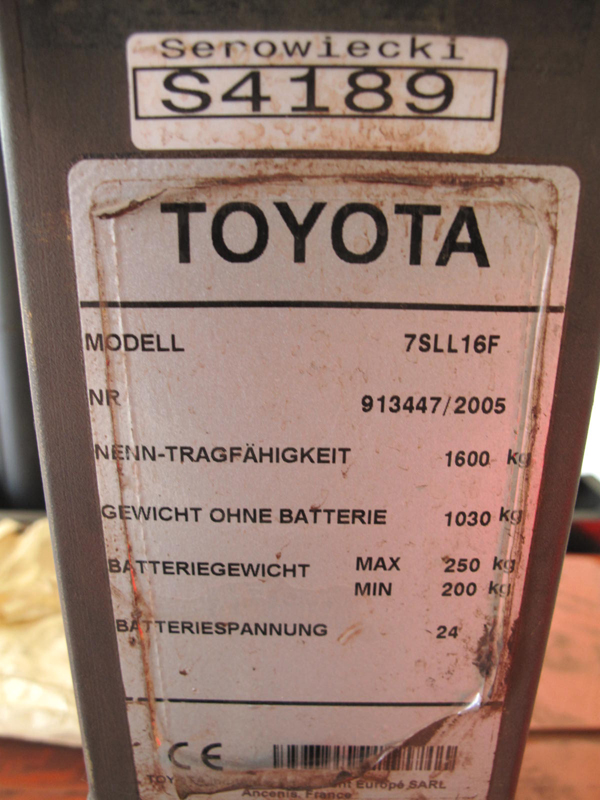 Serowiecki
S4189
TOYOTA
MODELL 7SLL16F
NR 913447/2005
NENN-TRAGFÄHIGKEIT 1600 kg
GEWICHT OHNE BATTERIE 1030 kg
BATTERIEGEWICHT MAX 250 kg
MIN 200 kg
BATTERIESPANNUNG 24
CE
Europe SARL
Ancenis, France